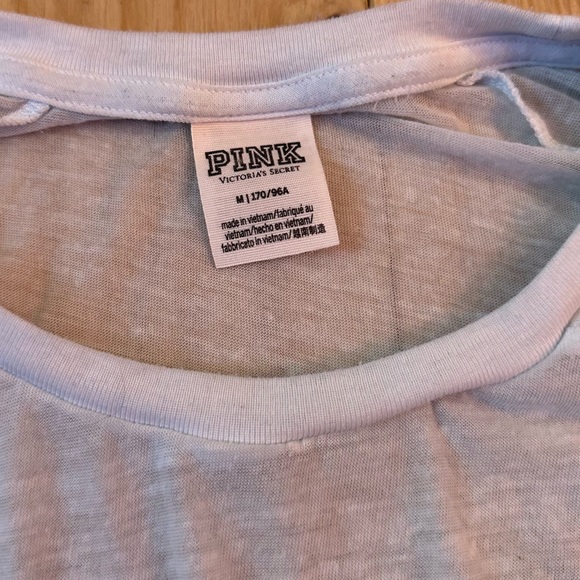 PINK
VICTORIA'S SECRET
M | 170/96A
made in vietnam/fabriqué au
vietnam/hecho en vietnam/
fabbricato in vietnam/越南制造